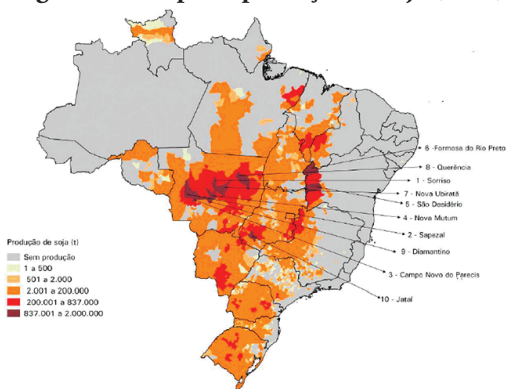 6 -Formosa do Rio Preto
8 - Querência
1 - Sorriso
7 - Nova Ubiratã
5 - São Desidério
4 - Nova Mutum
2 - Sapezal
9 - Diamantino
3 - Campo Novo do Parecis
10 - Jataí
Produção de soja (t)
Sem produção
1 a 500
501 a 2.000
2.001 a 200.000
200.001 a 837.000
837.001 a 2.000.000